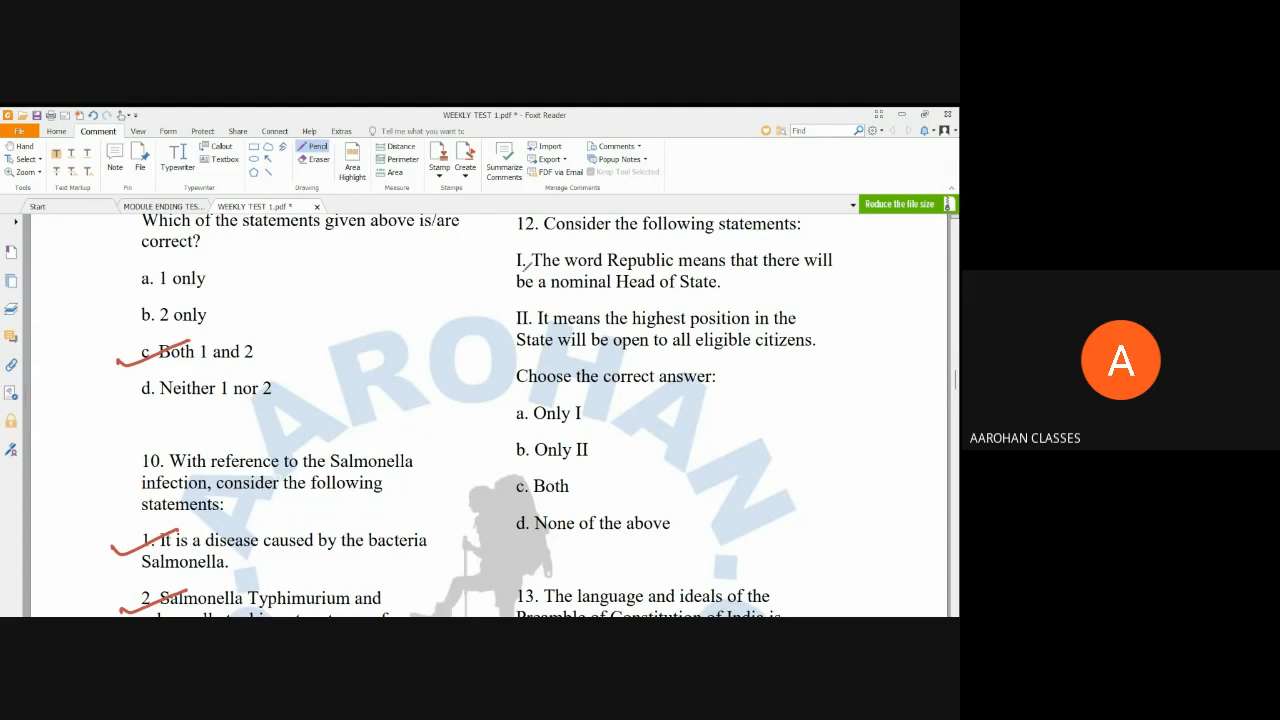 WEEKLY TEST 1.pdf * - Foxit Reader
File Home Comment View Form Protect Share Connect Help Extras Tell me what you want to Find
Hand
Select
Zoom
Tools
Text Markup
Note
File
Pin
Typewriter
Callout
Textbox
Typewriter
Pencil
Eraser
Drawing
Area
Highlight
Distance
Perimeter
Area
Measure
Stamp
Create
Stamps
Summarize
Comments
Import
Export
FDF via Email
Comments
Popup Notes
Keep Tool Selected
Manage Comments
Start MODULE ENDING TES... WEEKLY TEST 1.pdf * Reduce the file size
Which of the statements given above is/are
correct?
a. 1 only
b. 2 only
c. Both 1 and 2
d. Neither 1 nor 2
10. With reference to the Salmonella
infection, consider the following
statements:
1. It is a disease caused by the bacteria
Salmonella.
2. Salmonella Typhimurium and
12. Consider the following statements:
I. The word Republic means that there will
be a nominal Head of State.
II. It means the highest position in the
State will be open to all eligible citizens.
Choose the correct answer:
a. Only I
b. Only II
c. Both
d. None of the above
13. The language and ideals of the
Preamble of Constitution of India is
AAROHAN
A
AAROHAN CLASSES